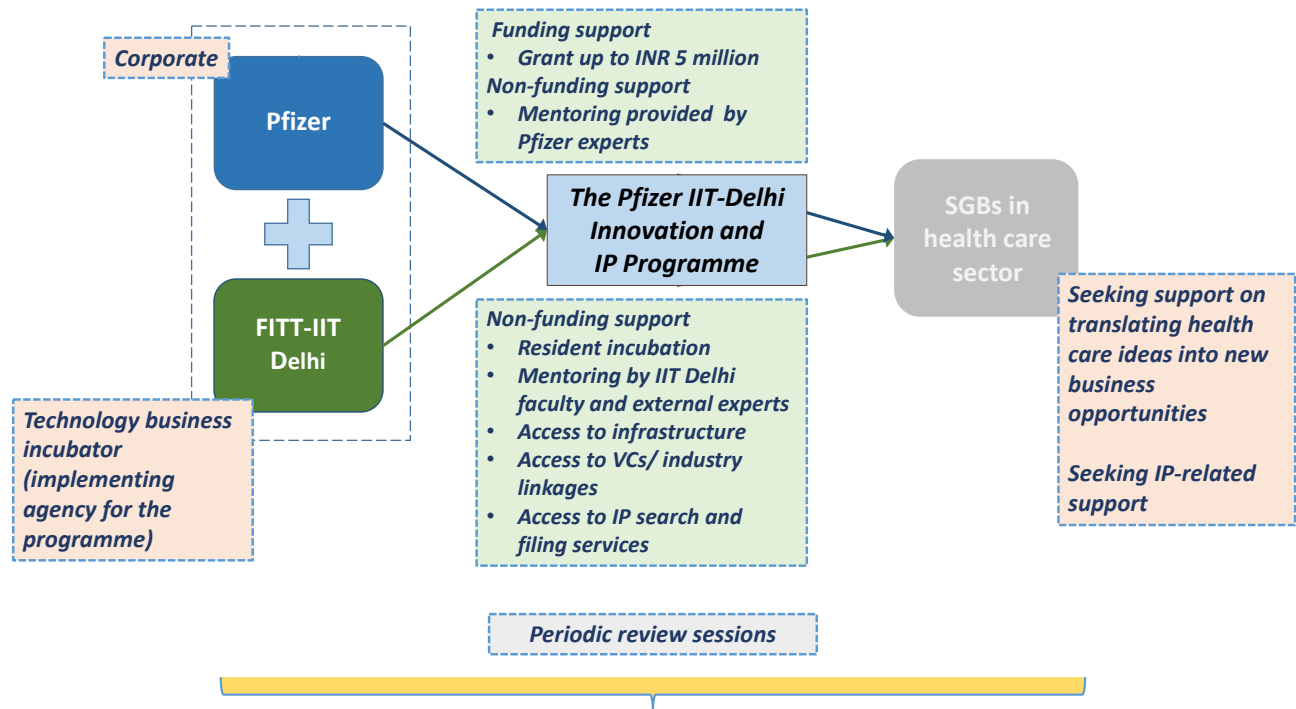 Corporate
Pfizer
FITT-IIT
Delhi
Technology business
incubator
(implementing
agency for the
programme)
Funding support
• Grant up to INR 5 million
Non-funding support
• Mentoring provided by
Pfizer experts
The Pfizer IIT-Delhi
Innovation and
IP Programme
Non-funding support
• Resident incubation
• Mentoring by IIT Delhi
faculty and external experts
• Access to infrastructure
• Access to VCs/ industry
linkages
• Access to IP search and
filing services
SGBs in
health care
sector
Seeking support on
translating health
care ideas into new
business
opportunities
Seeking IP-related
support
Periodic review sessions